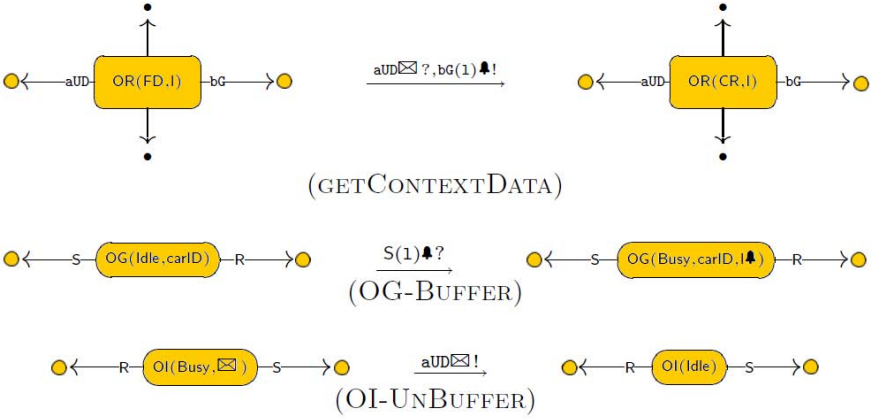 aUD OR(FD,I) bG aUD✉?,bG(1)🔔! aUD OR(CR,I) bG
(GETCONTEXTDATA)
S OG(Idle,carID) R S(1)🔔? S OG(Busy,carID,I🔔) R
(OG-BUFFER)
R OI(Busy,✉) S aUD✉! R OI(Idle) S
(OI-UNBUFFER)